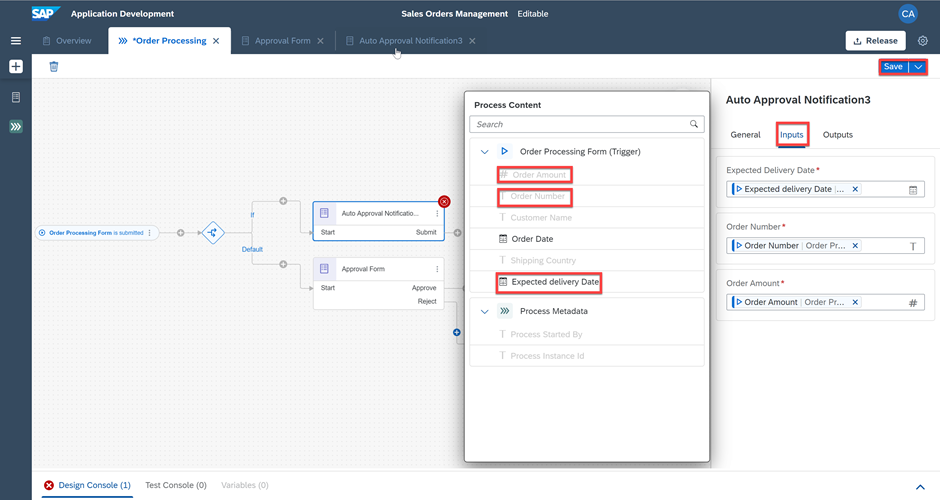 SAP Application Development Sales Orders Management Editable CA
Overview *Order Processing Approval Form Auto Approval Notification3 Release
Save
Process Content
Search
Order Processing Form (Trigger)
# Order Amount
T Order Number
T Customer Name
Order Date
T Shipping Country
Expected delivery Date
Process Metadata
T Process Started By
T Process Instance Id
Order Processing Form is submitted
If
Default
Auto Approval Notificatio...
Start Submit
Approval Form
Start Approve
Reject
Auto Approval Notification3
General Inputs Outputs
Expected Delivery Date*
Expected delivery Date |...
Order Number*
Order Number | Order Pr... T
Order Amount*
Order Amount | Order Pr... #
Design Console (1) Test Console (0) Variables (0)